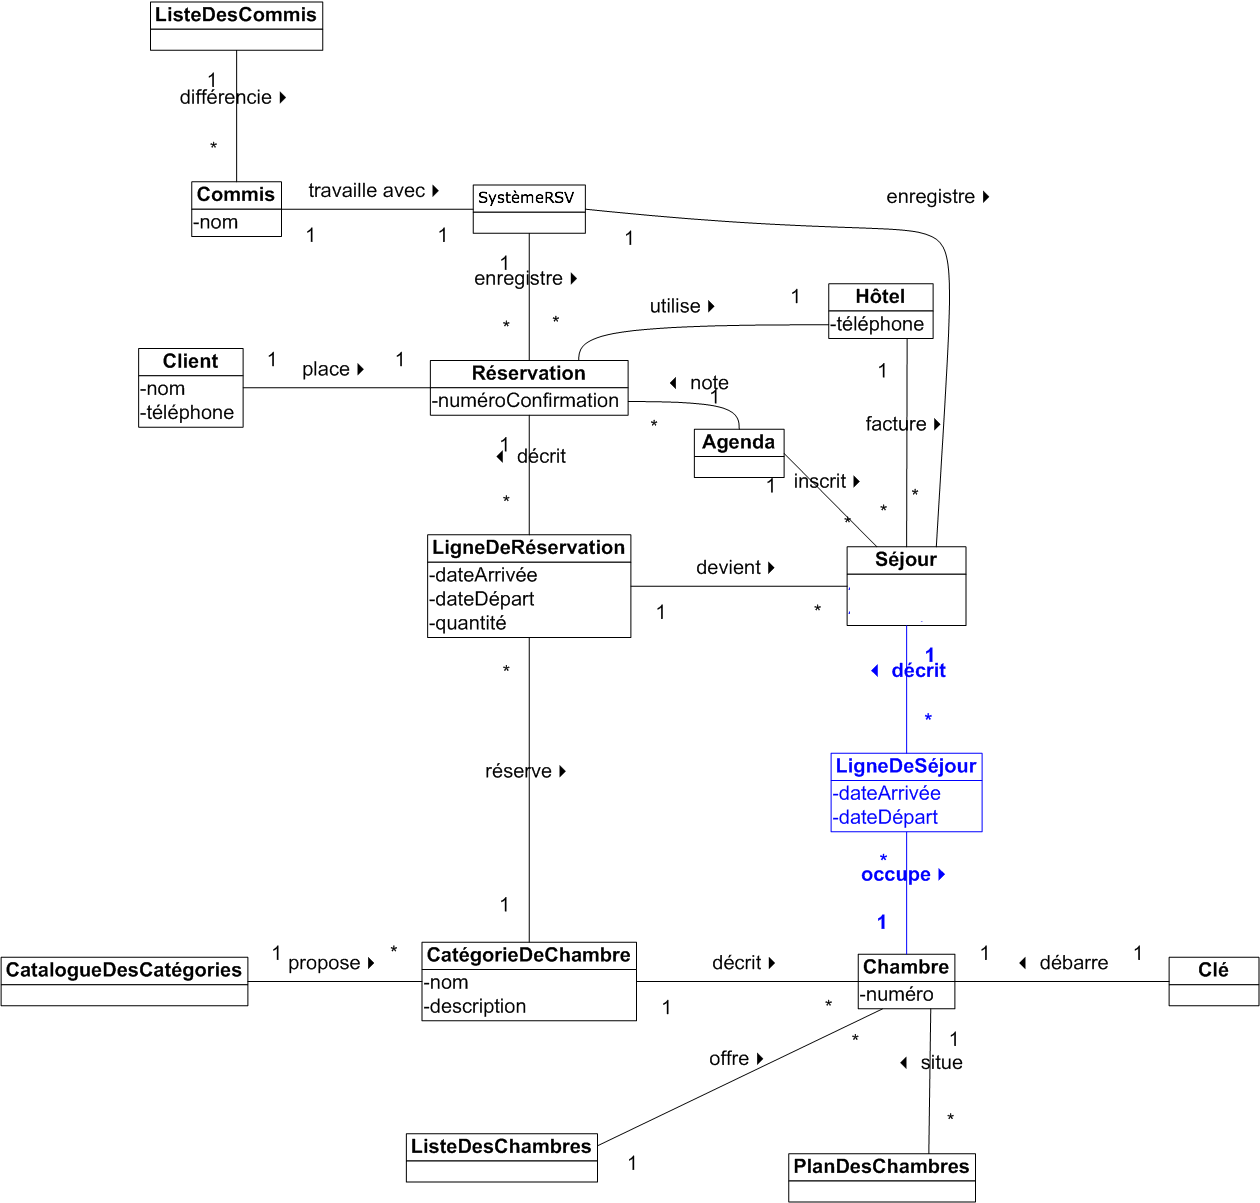 ListeDesCommis
1
différencie
*
Commis
-nom
travaille avec
1
1
SystèmeRSV
1
enregistre
1
enregistre
*
*
utilise
1
Hôtel
-téléphone
Client
-nom
-téléphone
1
place
1
Réservation
-numéroConfirmation
note
1
*
Agenda
1
inscrit
*
1
facture
*
*
1
décrit
*
LigneDeRéservation
-dateArrivée
-dateDépart
-quantité
devient
1
*
Séjour
1
décrit
*
LigneDeSéjour
-dateArrivée
-dateDépart
*
occupe
1
*
réserve
1
CatalogueDesCatégories
1
propose
*
CatégorieDeChambre
-nom
-description
décrit
1
*
Chambre
-numéro
1
débarre
1
Clé
*
offre
1
1
situe
*
ListeDesChambres
PlanDesChambres